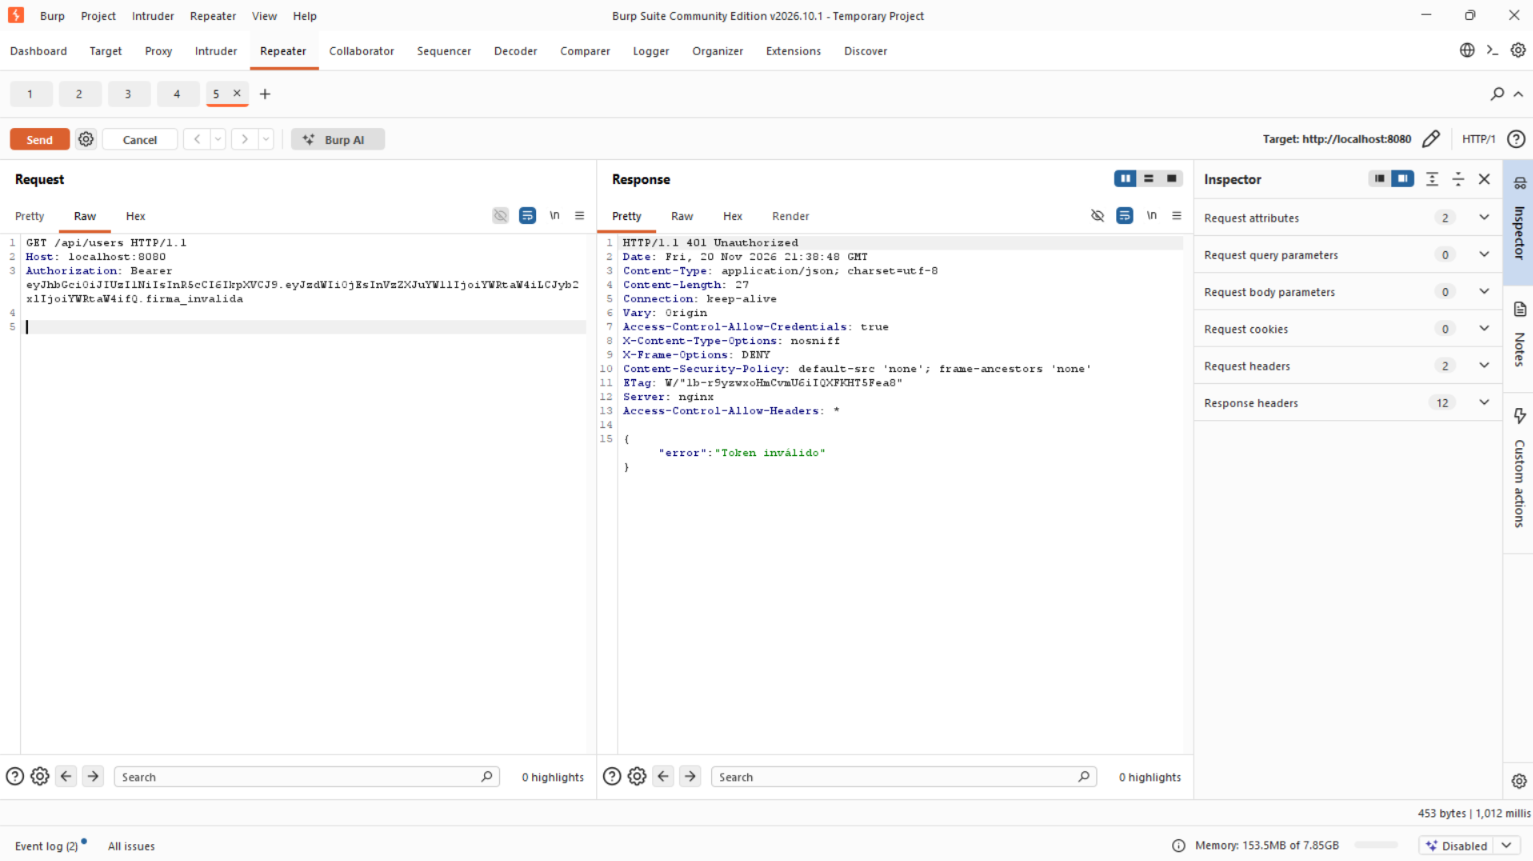 Burp Project Intruder Repeater View Help
Burp Suite Community Edition v2026.10.1 - Temporary Project
Dashboard Target Proxy Intruder Repeater Collaborator Sequencer Decoder Comparer Logger Organizer Extensions Discover
1 2 3 4 5 × +
Send Cancel < > Burp AI
Target: http://localhost:8080 HTTP/1
Request
Pretty Raw Hex \n
1 GET /api/users HTTP/1.1
2 Host: localhost:8080
3 Authorization: Bearer
eyJhbGciOiJIUzI1NiIsInR5cCI6IkpXVCJ9.eyJzdWIiOjEsInVzZXJuYW1lIjoiYWRtaW4iLCJyb2
xlIjoiYWRtaW4ifQ.firma_invalida
4
5
Response
Pretty Raw Hex Render \n
1 HTTP/1.1 401 Unauthorized
2 Date: Fri, 20 Nov 2026 21:38:48 GMT
3 Content-Type: application/json; charset=utf-8
4 Content-Length: 27
5 Connection: keep-alive
6 Vary: Origin
7 Access-Control-Allow-Credentials: true
8 X-Content-Type-Options: nosniff
9 X-Frame-Options: DENY
10 Content-Security-Policy: default-src 'none'; frame-ancestors 'none'
11 ETag: W/"1b-r9yzwxoHmCvmU6iIQXFKHT5Fea8"
12 Server: nginx
13 Access-Control-Allow-Headers: *
14
15 {
"error":"Token inválido"
}
Inspector
Request attributes 2
Request query parameters 0
Request body parameters 0
Request cookies 0
Request headers 2
Response headers 12
Inspector
Notes
Custom actions
Search 0 highlights
Search 0 highlights
453 bytes | 1,012 millis
Event log (2) All issues
Memory: 153.5MB of 7.85GB
Disabled